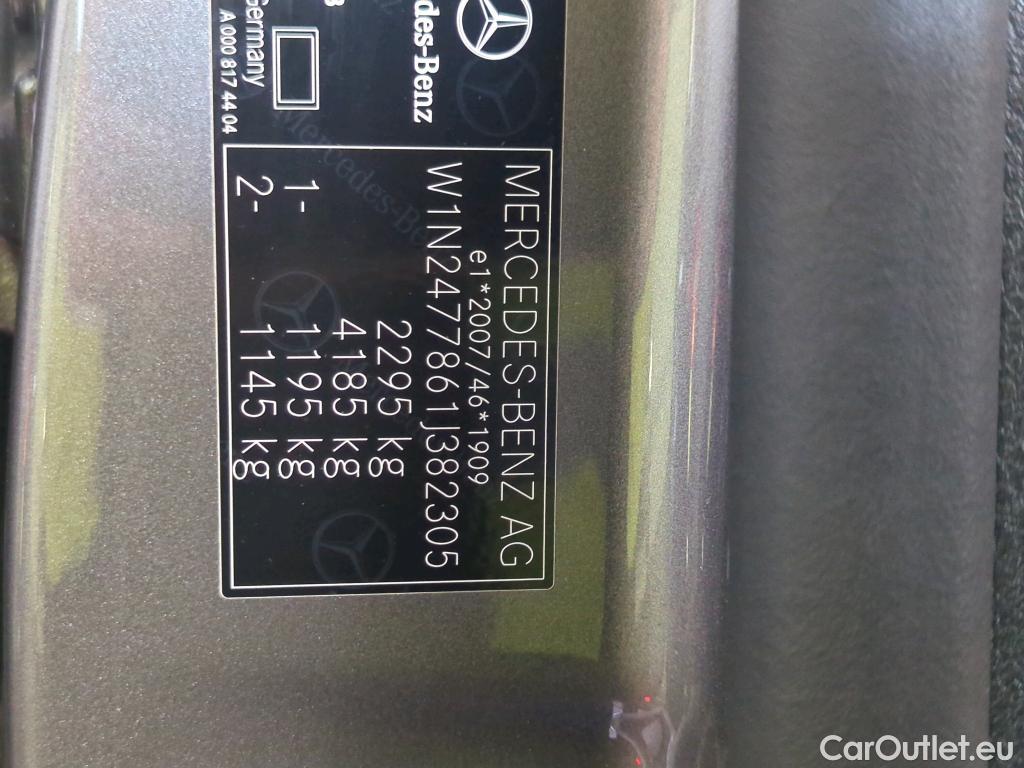 MERCEDES-BENZ AG
e1*2007/46*1909
W1N2477861J382305
2295 kg
4185 kg
1- 1195 kg
2- 1145 kg
Mercedes-Benz
Germany
A 000 817 44 04
CarOutlet.eu